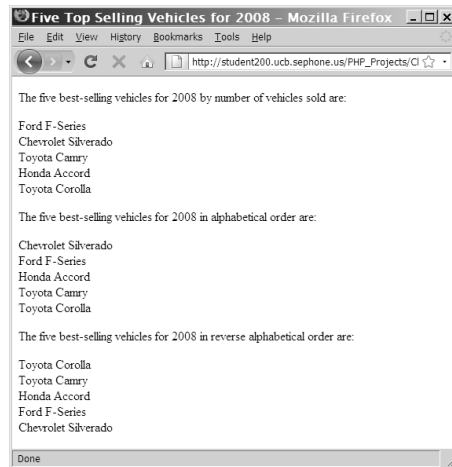 Five Top Selling Vehicles for 2008 – Mozilla Firefox
File Edit View History Bookmarks Tools Help
http://student200.ucb.sephone.us/PHP_Projects/Cl
The five best-selling vehicles for 2008 by number of vehicles sold are:
Ford F-Series
Chevrolet Silverado
Toyota Camry
Honda Accord
Toyota Corolla
The five best-selling vehicles for 2008 in alphabetical order are:
Chevrolet Silverado
Ford F-Series
Honda Accord
Toyota Camry
Toyota Corolla
The five best-selling vehicles for 2008 in reverse alphabetical order are:
Toyota Corolla
Toyota Camry
Honda Accord
Ford F-Series
Chevrolet Silverado
Done